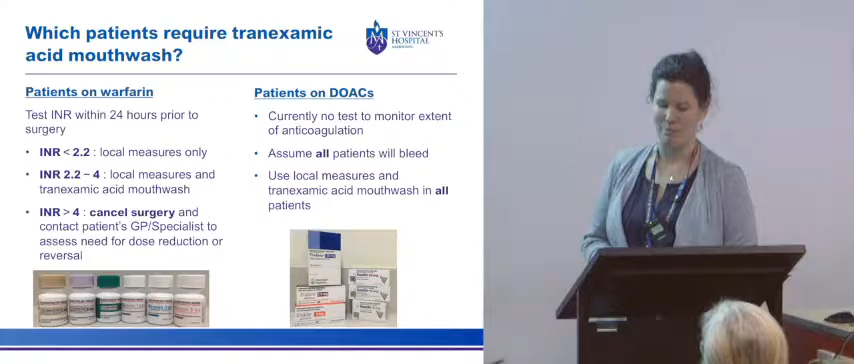 Which patients require tranexamic
acid mouthwash?
ST VINCENT'S
HOSPITAL
Patients on warfarin
Test INR within 24 hours prior to
surgery
• INR < 2.2 : local measures only
• INR 2.2 – 4 : local measures and
tranexamic acid mouthwash
• INR > 4 : cancel surgery and
contact patient's GP/Specialist to
assess need for dose reduction or
reversal
Patients on DOACs
• Currently no test to monitor extent
of anticoagulation
• Assume all patients will bleed
• Use local measures and
tranexamic acid mouthwash in all
patients